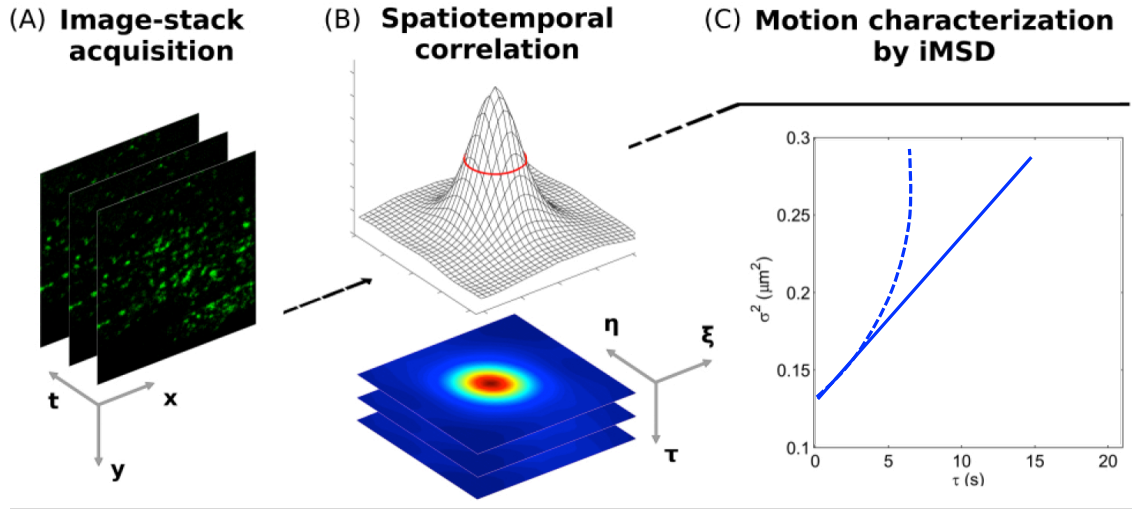 (A) Image-stack
acquisition
t
x
y
(B) Spatiotemporal
correlation
η
ξ
τ
(C) Motion characterization
by iMSD
σ² (μm²)
0.3
0.25
0.2
0.15
0.1
0 5 10 15 20
τ (s)